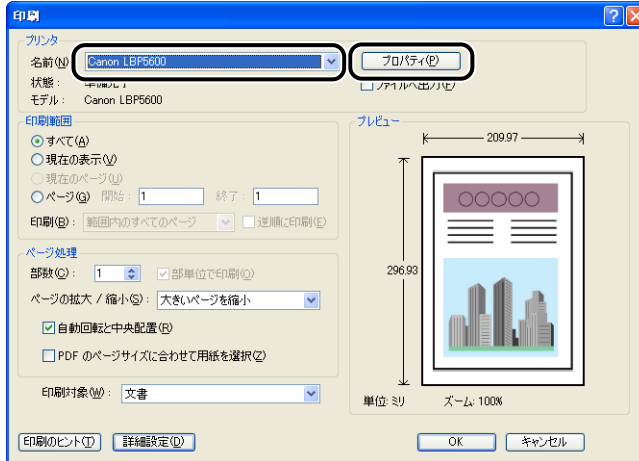 印刷
プリンタ
名前(N) Canon LBP5600 プロパティ(P)
状態： 準備完了 ファイルへ出力(F)
モデル： Canon LBP5600
印刷範囲
すべて(A)
現在の表示(V)
現在のページ(U)
ページ(G) 開始： 1 終了： 1
印刷(B)： 範囲内のすべてのページ 逆順に印刷(E)
ページ処理
部数(C)： 1 部単位で印刷(O)
ページの拡大 / 縮小(S)： 大きいページを縮小
自動回転と中央配置(R)
PDF のページサイズに合わせて用紙を選択(Z)
印刷対象(W)： 文書
プレビュー
209.97
○○○○○
296.93
単位: ミリ ズーム: 100%
印刷のヒント(T) 詳細設定(D) OK キャンセル